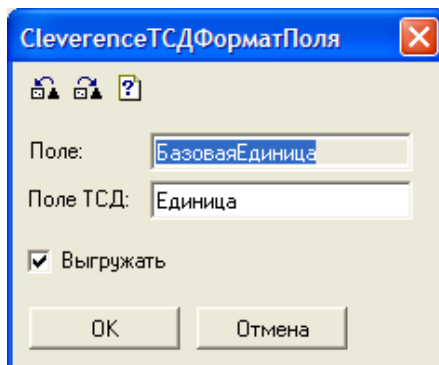 CleverenceТСДФорматПоля
Поле: БазоваяЕдиница
Поле ТСД: Единица
Выгружать
OK Отмена